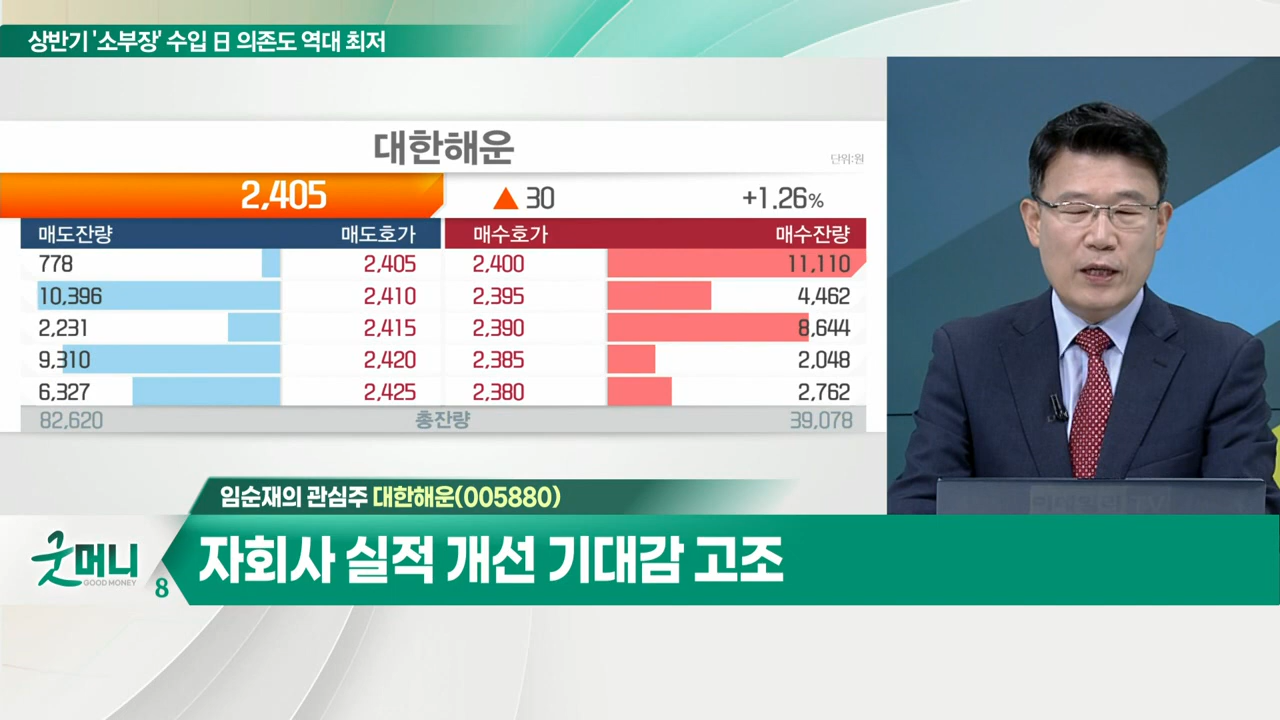 상반기 '소부장' 수입 日 의존도 역대 최저
대한해운
단위:원
2,405 ▲ 30 +1.26%
매도잔량 매도호가 매수호가 매수잔량
778 2,405 2,400 11,110
10,396 2,410 2,395 4,462
2,231 2,415 2,390 8,644
9,310 2,420 2,385 2,048
6,327 2,425 2,380 2,762
82,620 총잔량 39,078
임순재의 관심주 대한해운(005880)
굿머니
GOOD MONEY
8
자회사 실적 개선 기대감 고조